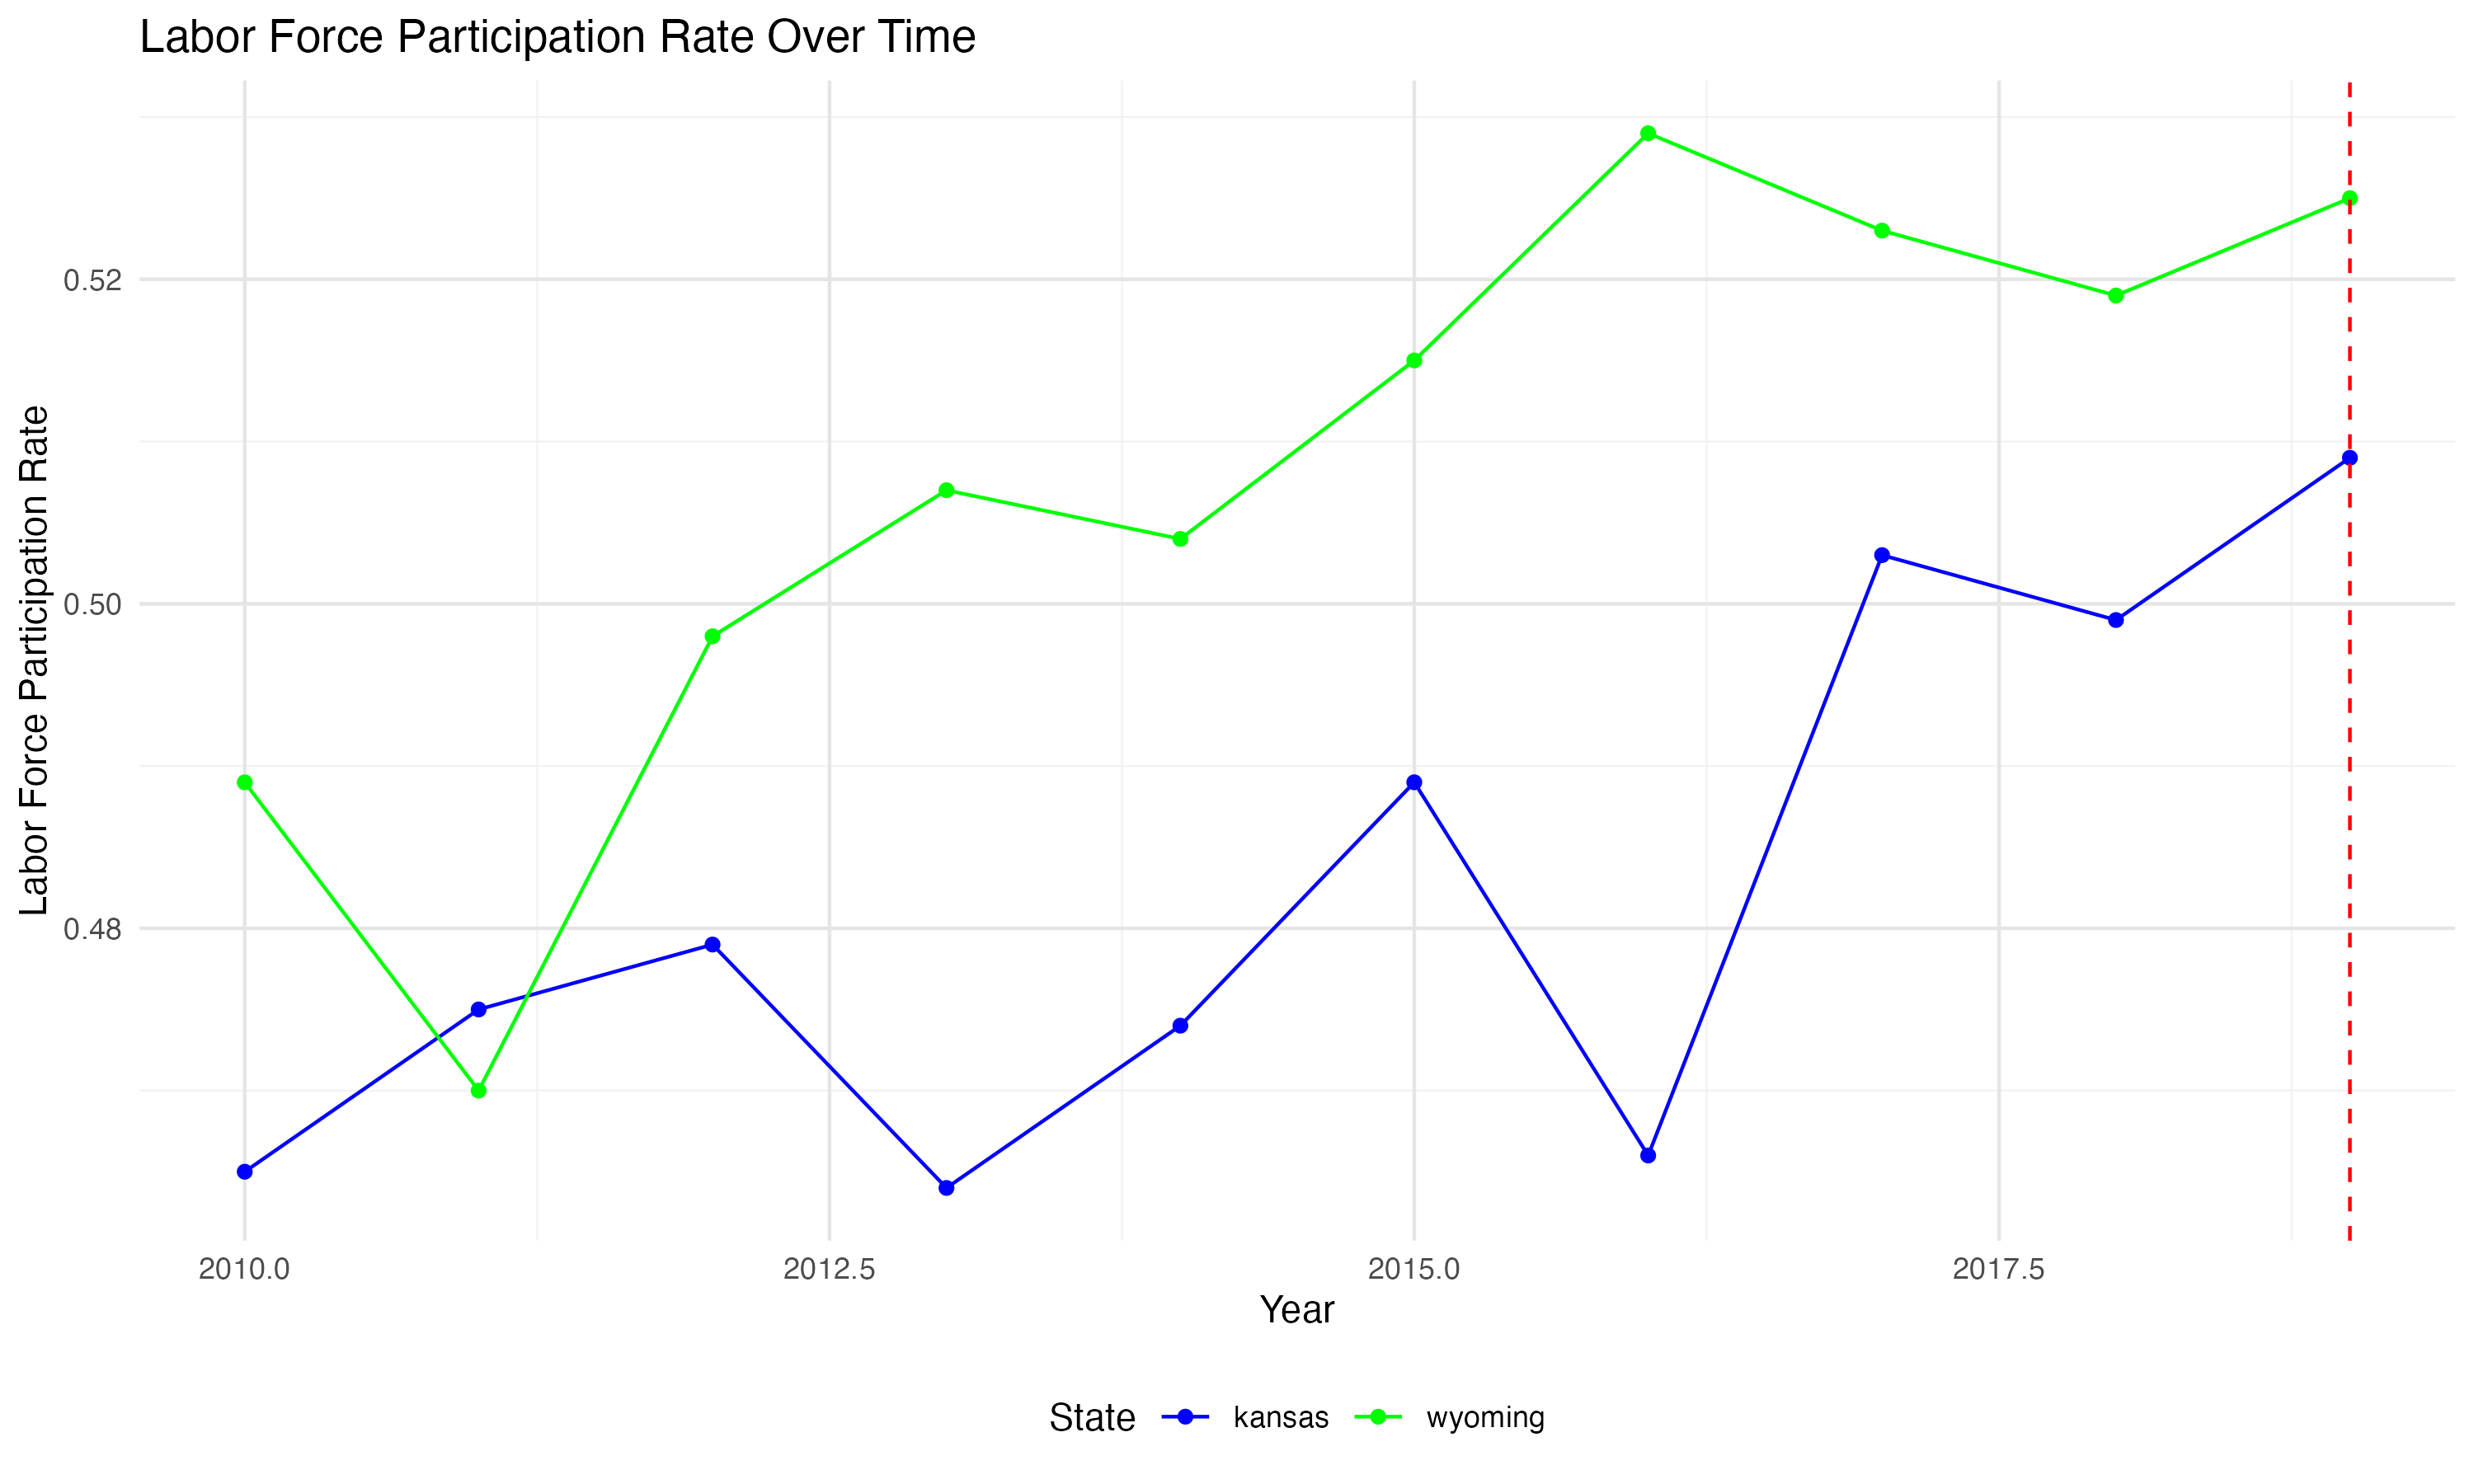 Labor Force Participation Rate Over Time
Labor Force Participation Rate
0.52
0.50
0.48
2010.0 2012.5 2015.0 2017.5
Year
State kansas wyoming